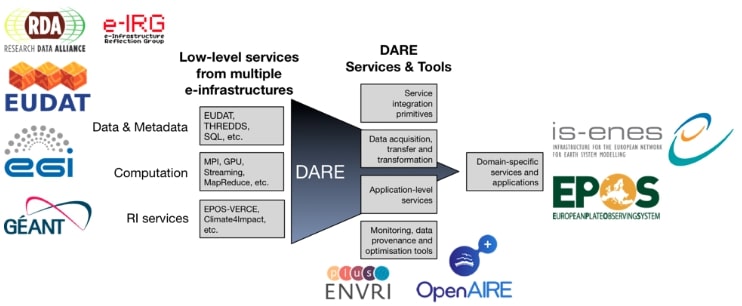 RDA
RESEARCH DATA ALLIANCE
e-IRG
e-Infrastructure
Reflection Group
EUDAT
egi
GÉANT
Low-level services
from multiple
e-infrastructures
Data & Metadata
EUDAT,
THREDDS,
SQL, etc.
Computation
MPI, GPU,
Streaming,
MapReduce, etc.
RI services
EPOS-VERCE,
Climate4Impact,
etc.
DARE
DARE
Services & Tools
Service
integration
primitives
Data acquisition,
transfer and
transformation
Application-level
services
Monitoring, data
provenance and
optimisation tools
Domain-specific
services and
applications
is-enes
INFRASTRUCTURE FOR THE EUROPEAN NETWORK
FOR EARTH SYSTEM MODELLING
EPOS
EUROPEANPLATEOBSERVINGSYSTEM
plus
ENVRI
OpenAIRE